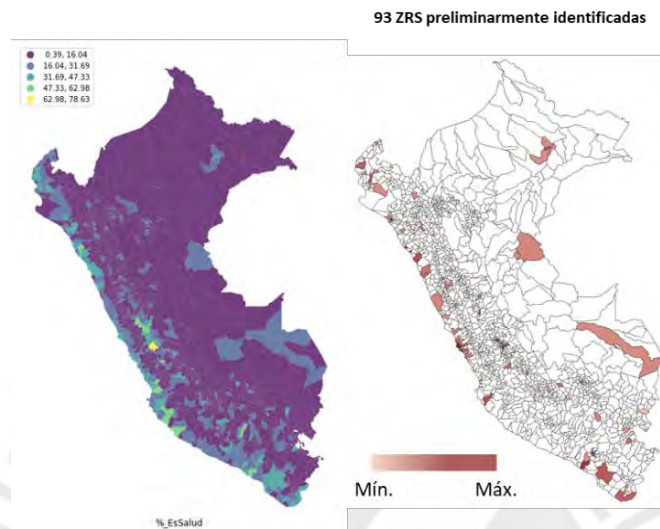 93 ZRS preliminarmente identificadas
0.39, 16.04
16.04, 31.69
31.69, 47.33
47.33, 62.98
62.98, 78.63
Mín.
Máx.
%_EsSalud